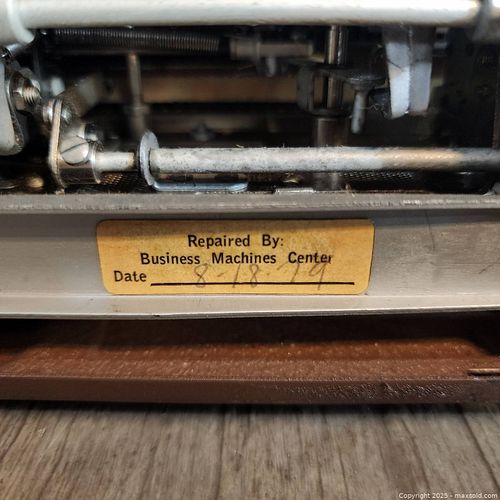 Repaired By:
Business Machines Center
Date 8-18-79
Copyright 2025 - maxsold.com